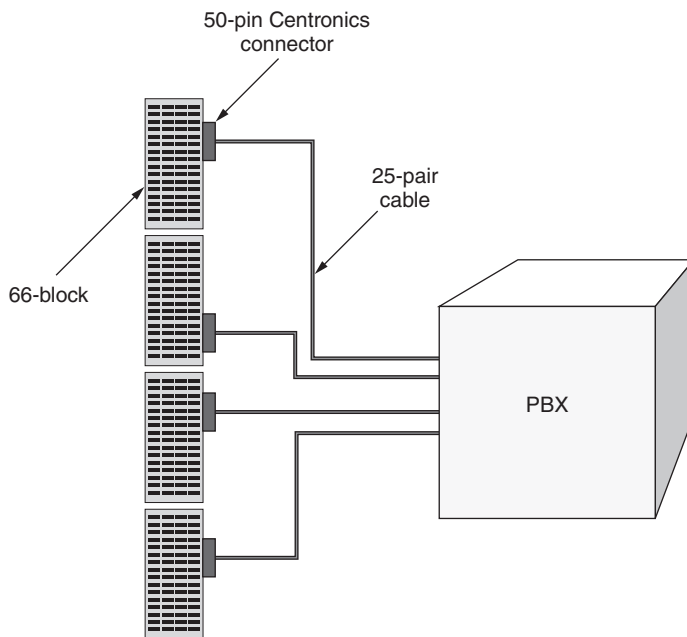 50-pin Centronics
connector
25-pair
cable
66-block
PBX